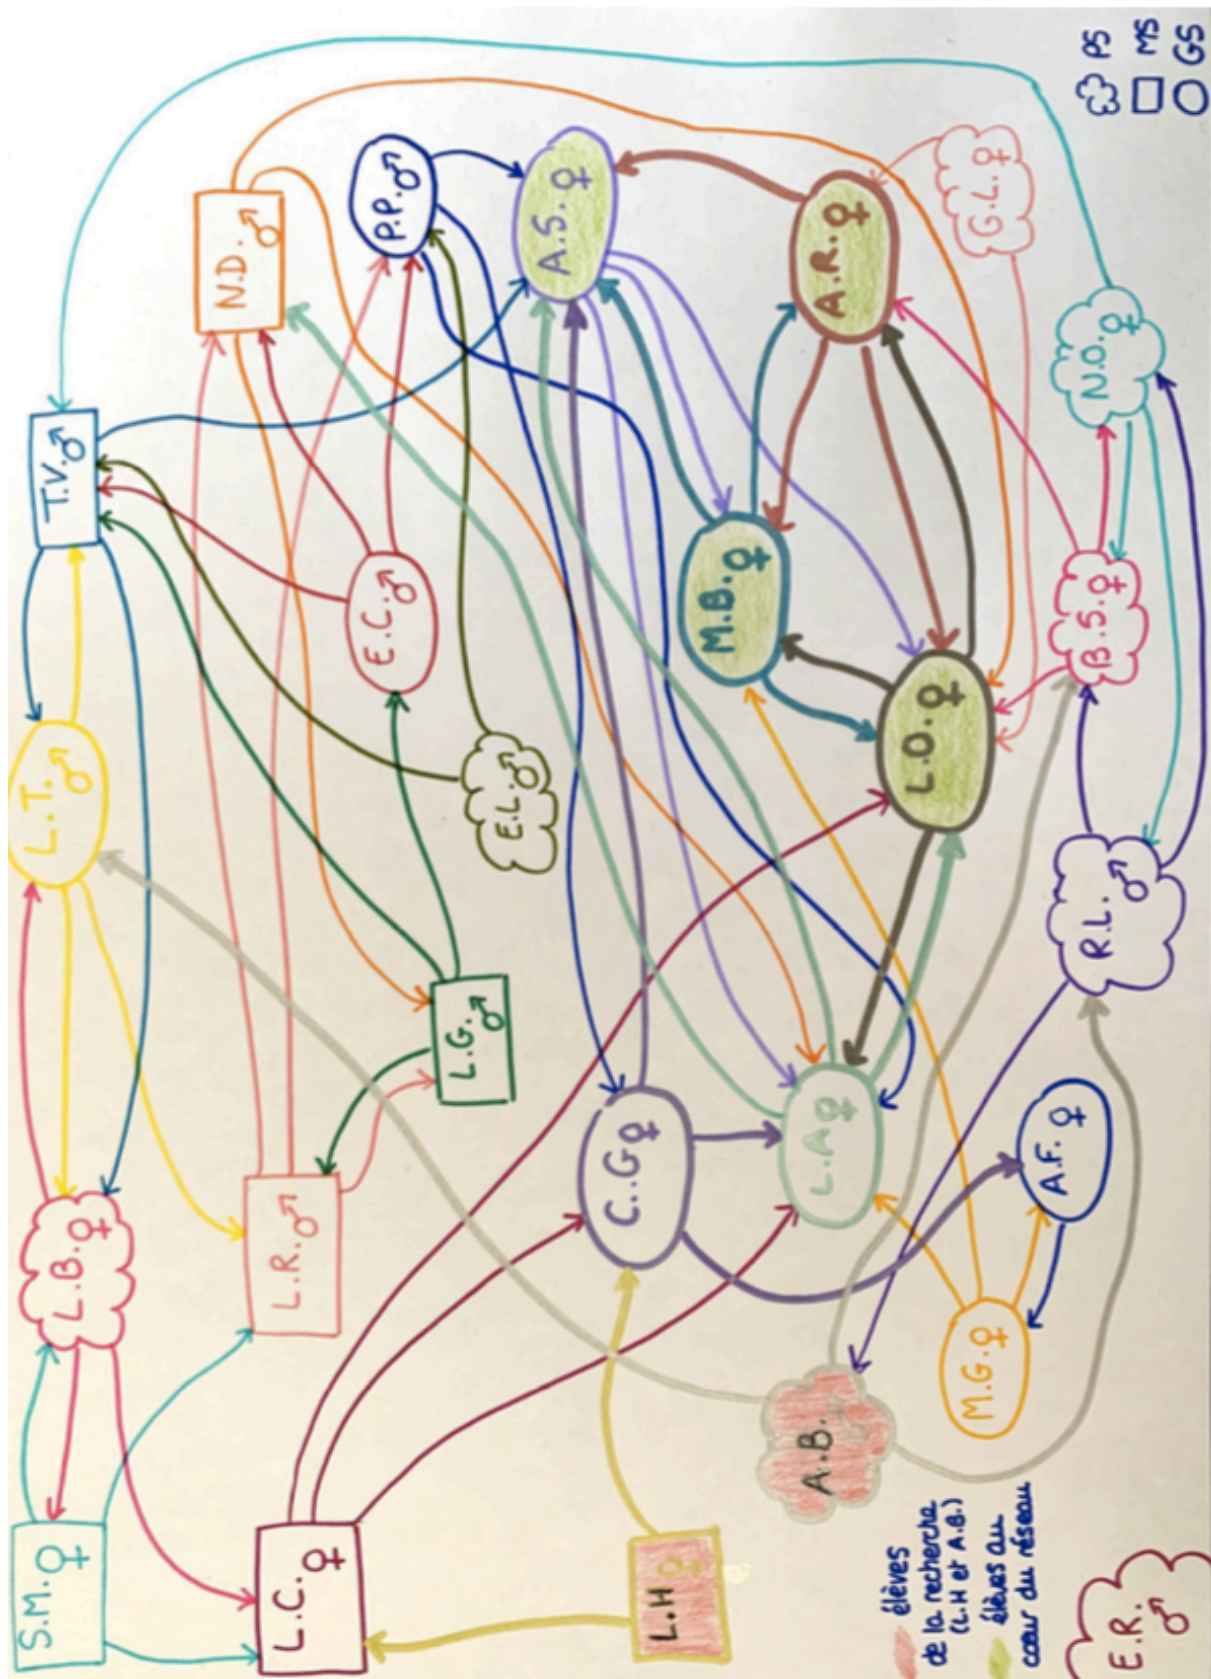 S.M. ♀
L.B. ♀
L.T. ♂
T.V. ♂
L.C. ♀
L.R. ♂
N.D. ♂
L.G. ♂
E.C. ♂
P.P. ♂
E.L. ♂
A.S. ♀
L.H ♀
C.G ♀
M.B. ♀
A.B. ♂
L.A ♀
L.O. ♀
A.R. ♀
G.L. ♀
M.G. ♀
A.F. ♀
R.L. ♂
B.S. ♀
N.O. ♀
élèves
de la recherche
(L.H et A.B.)
élèves au
cœur du réseau
E.R. ♂
PS
MS
GS